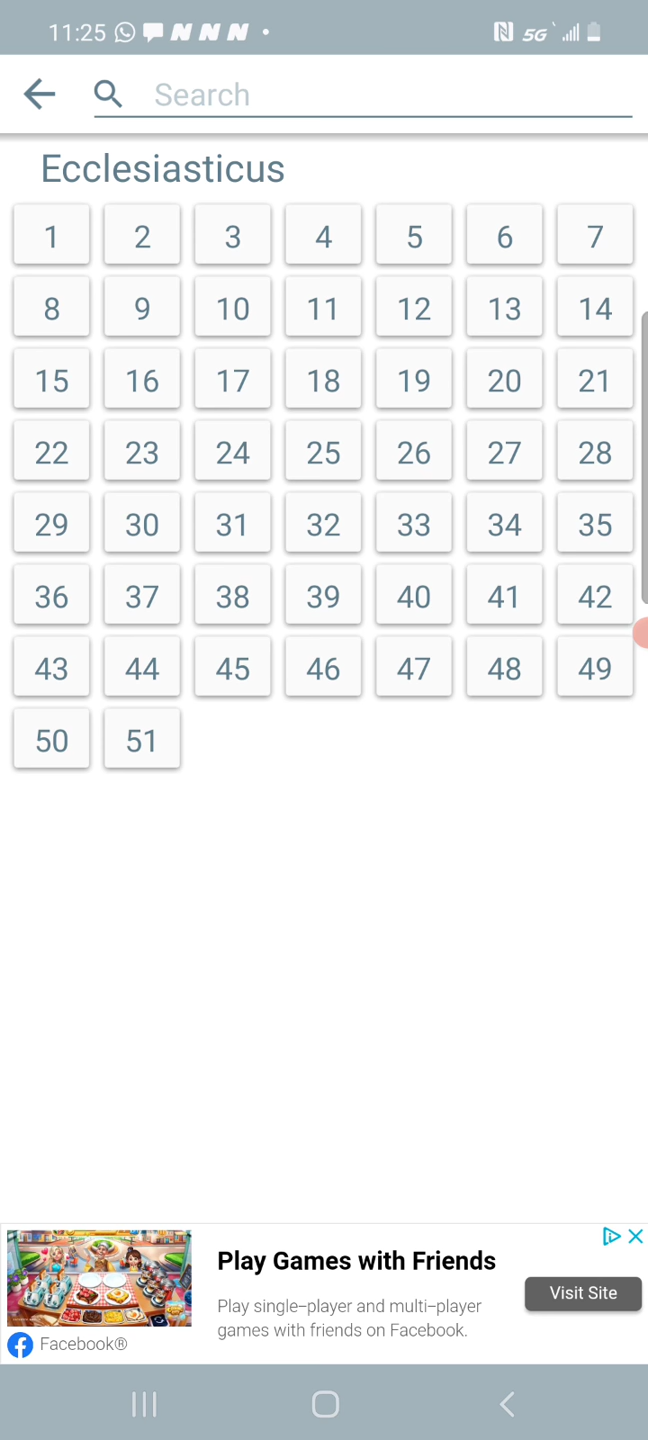 11:25 N N N 5G
Search
Ecclesiasticus
1 2 3 4 5 6 7
8 9 10 11 12 13 14
15 16 17 18 19 20 21
22 23 24 25 26 27 28
29 30 31 32 33 34 35
36 37 38 39 40 41 42
43 44 45 46 47 48 49
50 51
Play Games with Friends
Play single-player and multi-player
games with friends on Facebook.
Visit Site
Facebook®